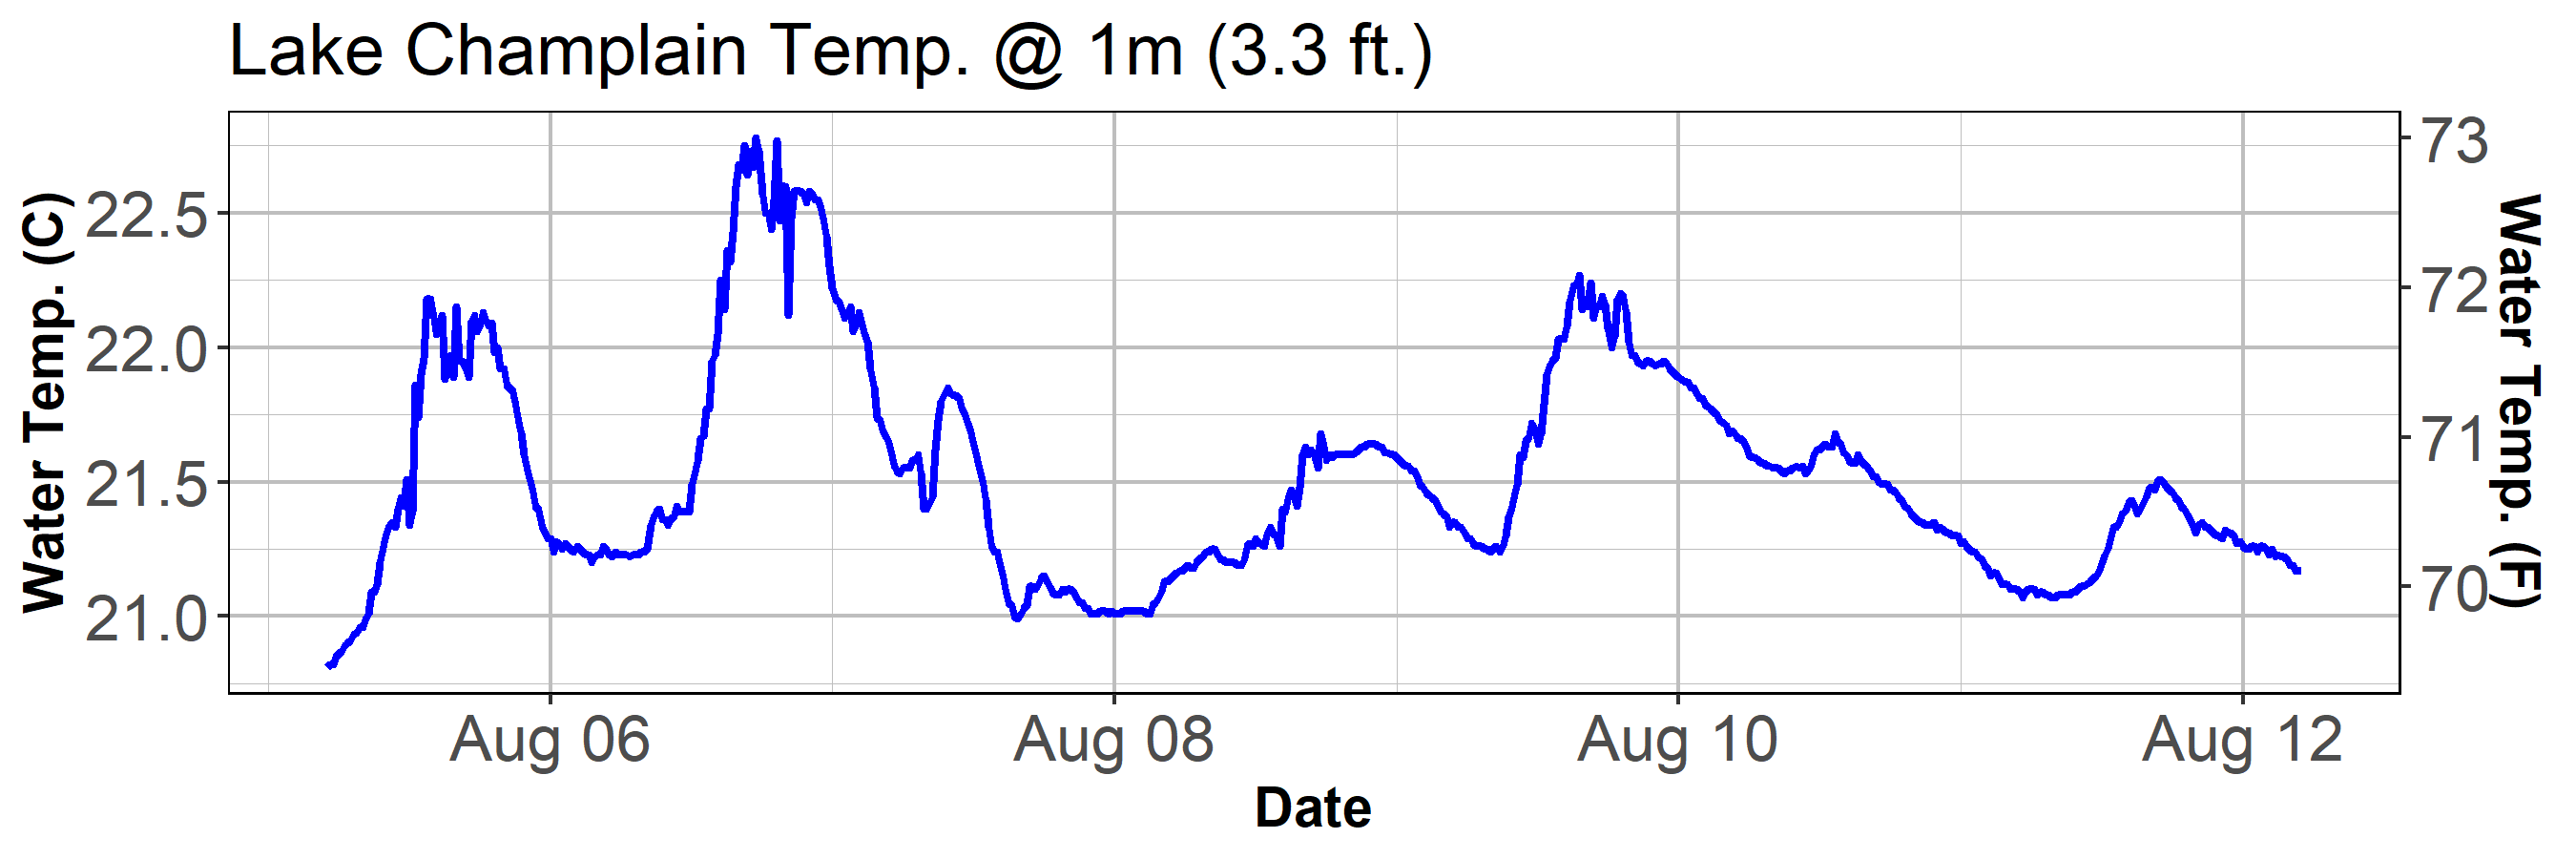 Lake Champlain Temp. @ 1m (3.3 ft.)
Water Temp. (C)
22.5
22.0
21.5
21.0
73
72
71
70
Water Temp. (F)
Aug 06
Aug 08
Aug 10
Aug 12
Date